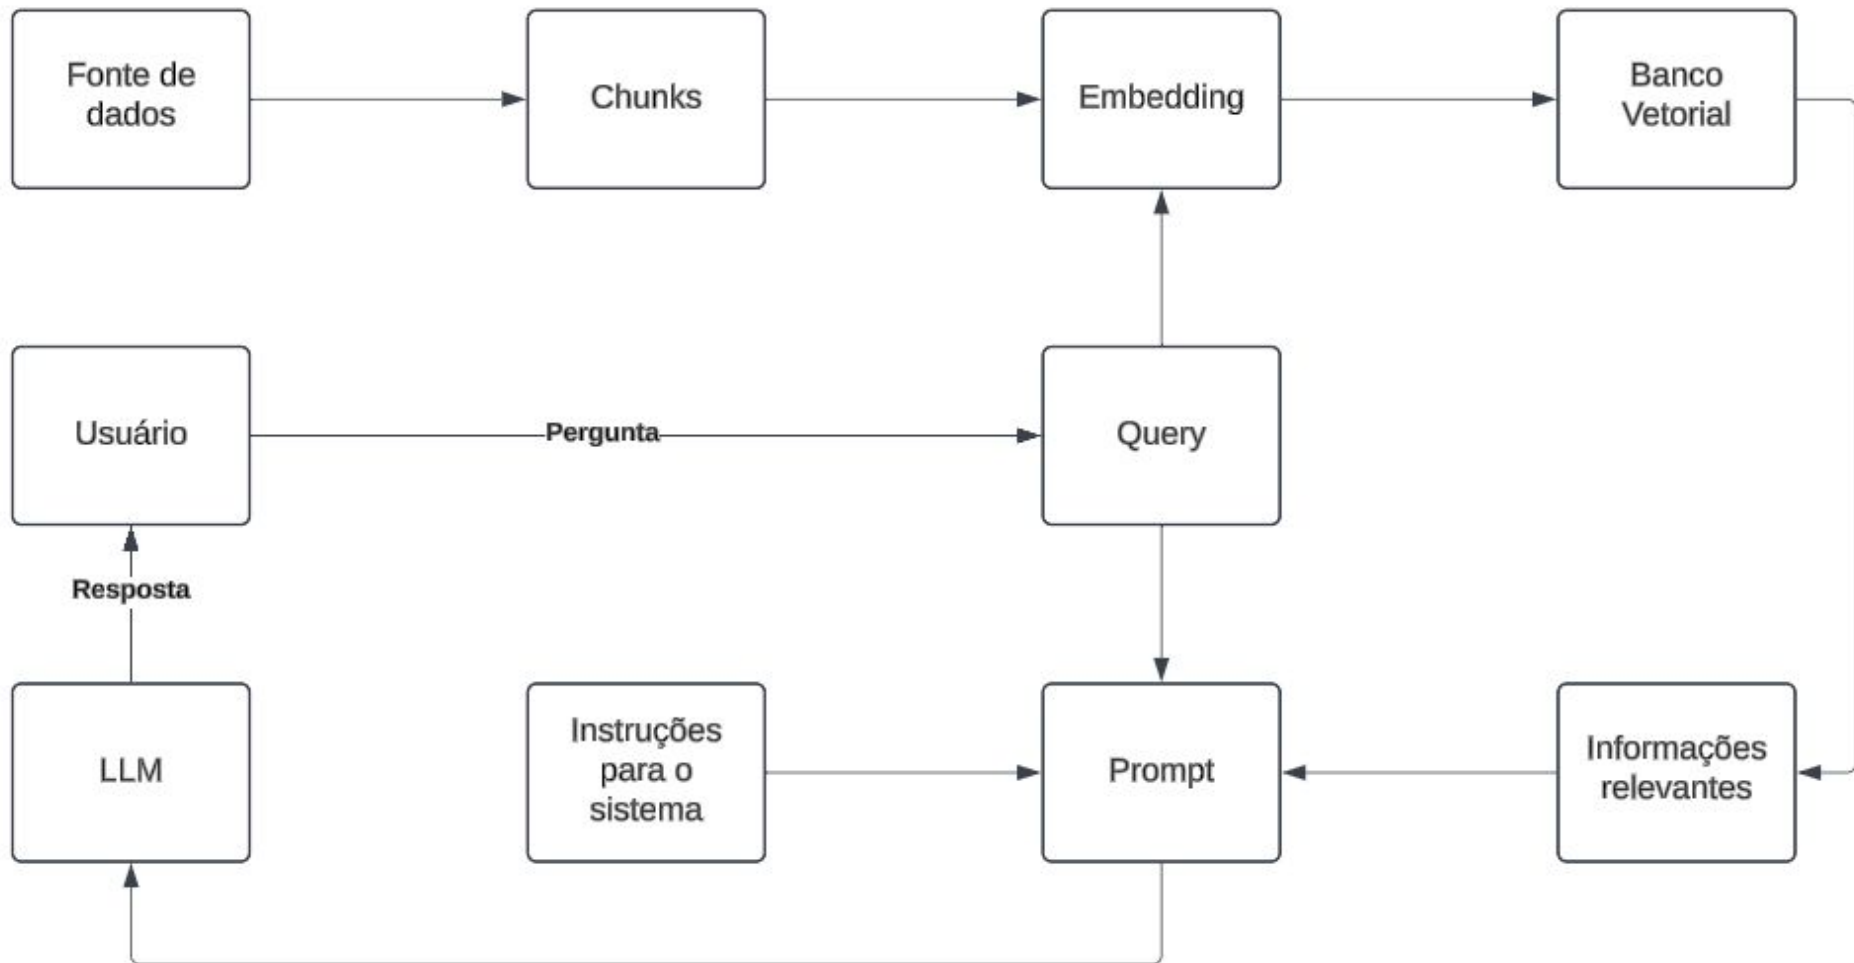 Fonte de
dados
Chunks
Embedding
Banco
Vetorial
Usuário
Pergunta
Query
Resposta
LLM
Instruções
para o
sistema
Prompt
Informações
relevantes